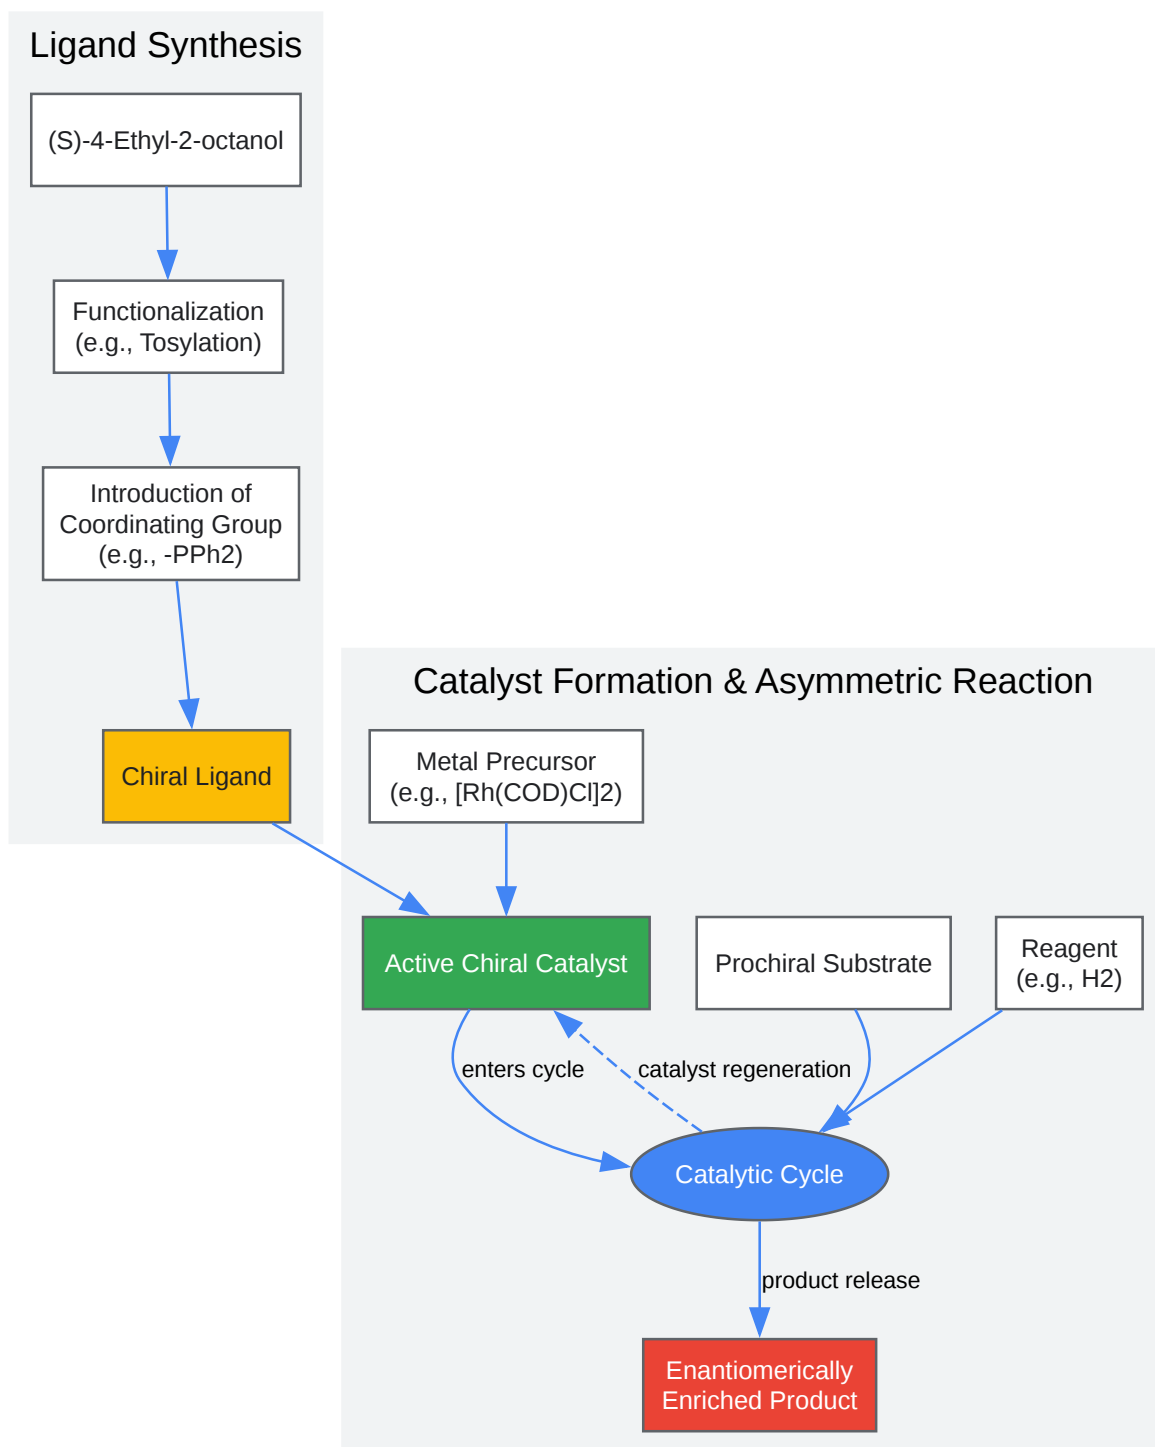 Ligand Synthesis
(S)-4-Ethyl-2-octanol
Functionalization
(e.g., Tosylation)
Introduction of
Coordinating Group
(e.g., -PPh2)
Chiral Ligand
Catalyst Formation & Asymmetric Reaction
Metal Precursor
(e.g., [Rh(COD)Cl]2)
Active Chiral Catalyst
Prochiral Substrate
Reagent
(e.g., H2)
enters cycle
catalyst regeneration
Catalytic Cycle
product release
Enantiomerically
Enriched Product